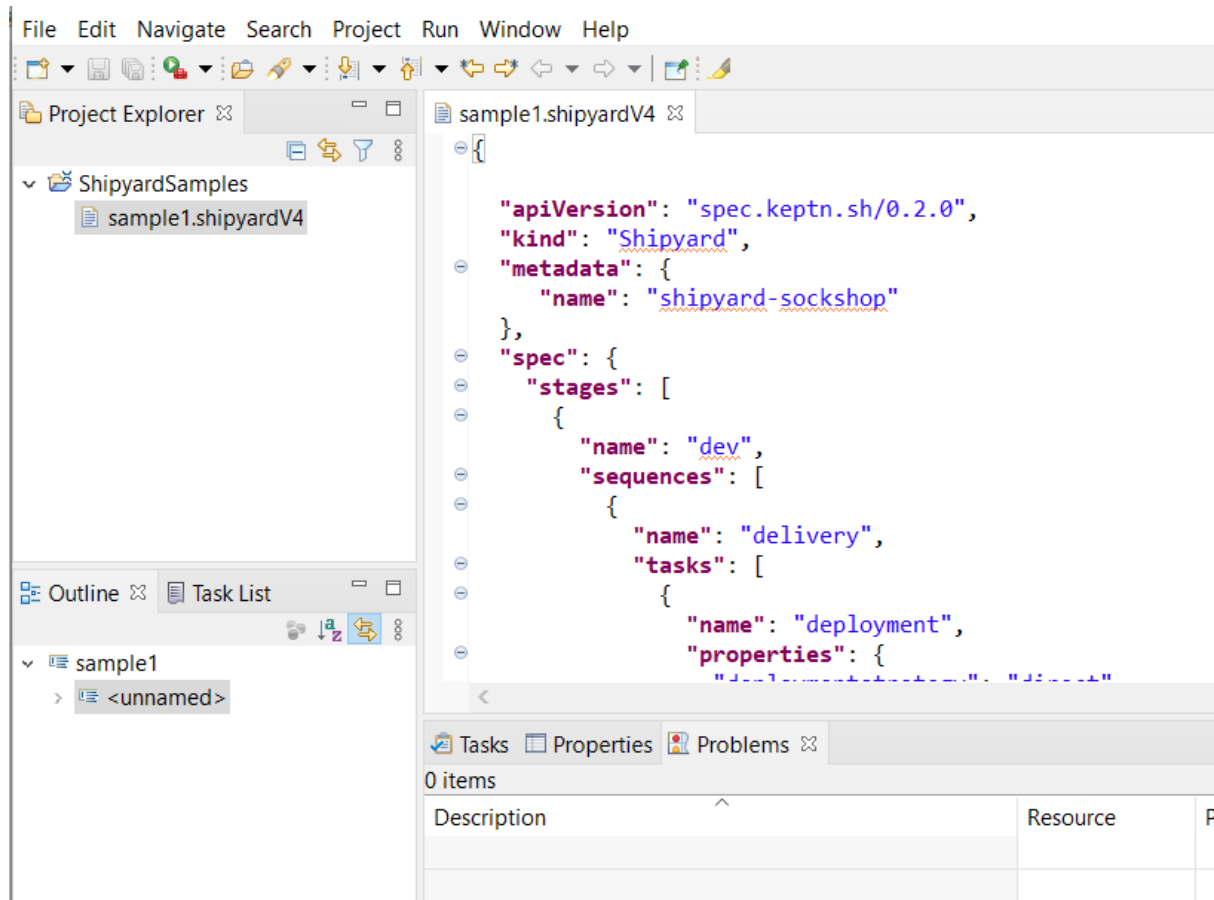 File Edit Navigate Search Project Run Window Help
Project Explorer
ShipyardSamples
sample1.shipyardV4
sample1.shipyardV4
{
"apiVersion": "spec.keptn.sh/0.2.0",
"kind": "Shipyard",
"metadata": {
"name": "shipyard-sockshop"
},
"spec": {
"stages": [
{
"name": "dev",
"sequences": [
{
"name": "delivery",
"tasks": [
{
"name": "deployment",
"properties": {
"deploymentstrategy": "direct"
Outline Task List
sample1
<unnamed>
Tasks Properties Problems
0 items
Description Resource P